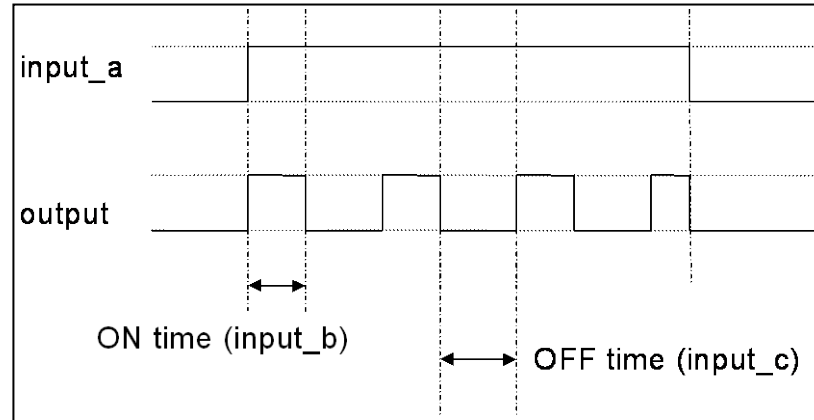 input_a
output
ON time (input_b)
OFF time (input_c)